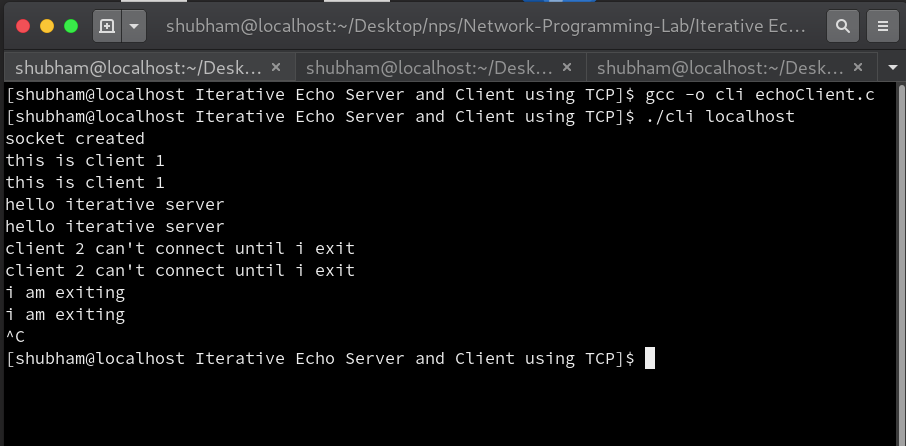 shubham@localhost:~/Desktop/nps/Network-Programming-Lab/Iterative Ec...
shubham@localhost:~/Desk... × shubham@localhost:~/Desk... × shubham@localhost:~/Desk... ×
[shubham@localhost Iterative Echo Server and Client using TCP]$ gcc -o cli echoClient.c
[shubham@localhost Iterative Echo Server and Client using TCP]$ ./cli localhost
socket created
this is client 1
this is client 1
hello iterative server
hello iterative server
client 2 can't connect until i exit
client 2 can't connect until i exit
i am exiting
i am exiting
^C
[shubham@localhost Iterative Echo Server and Client using TCP]$